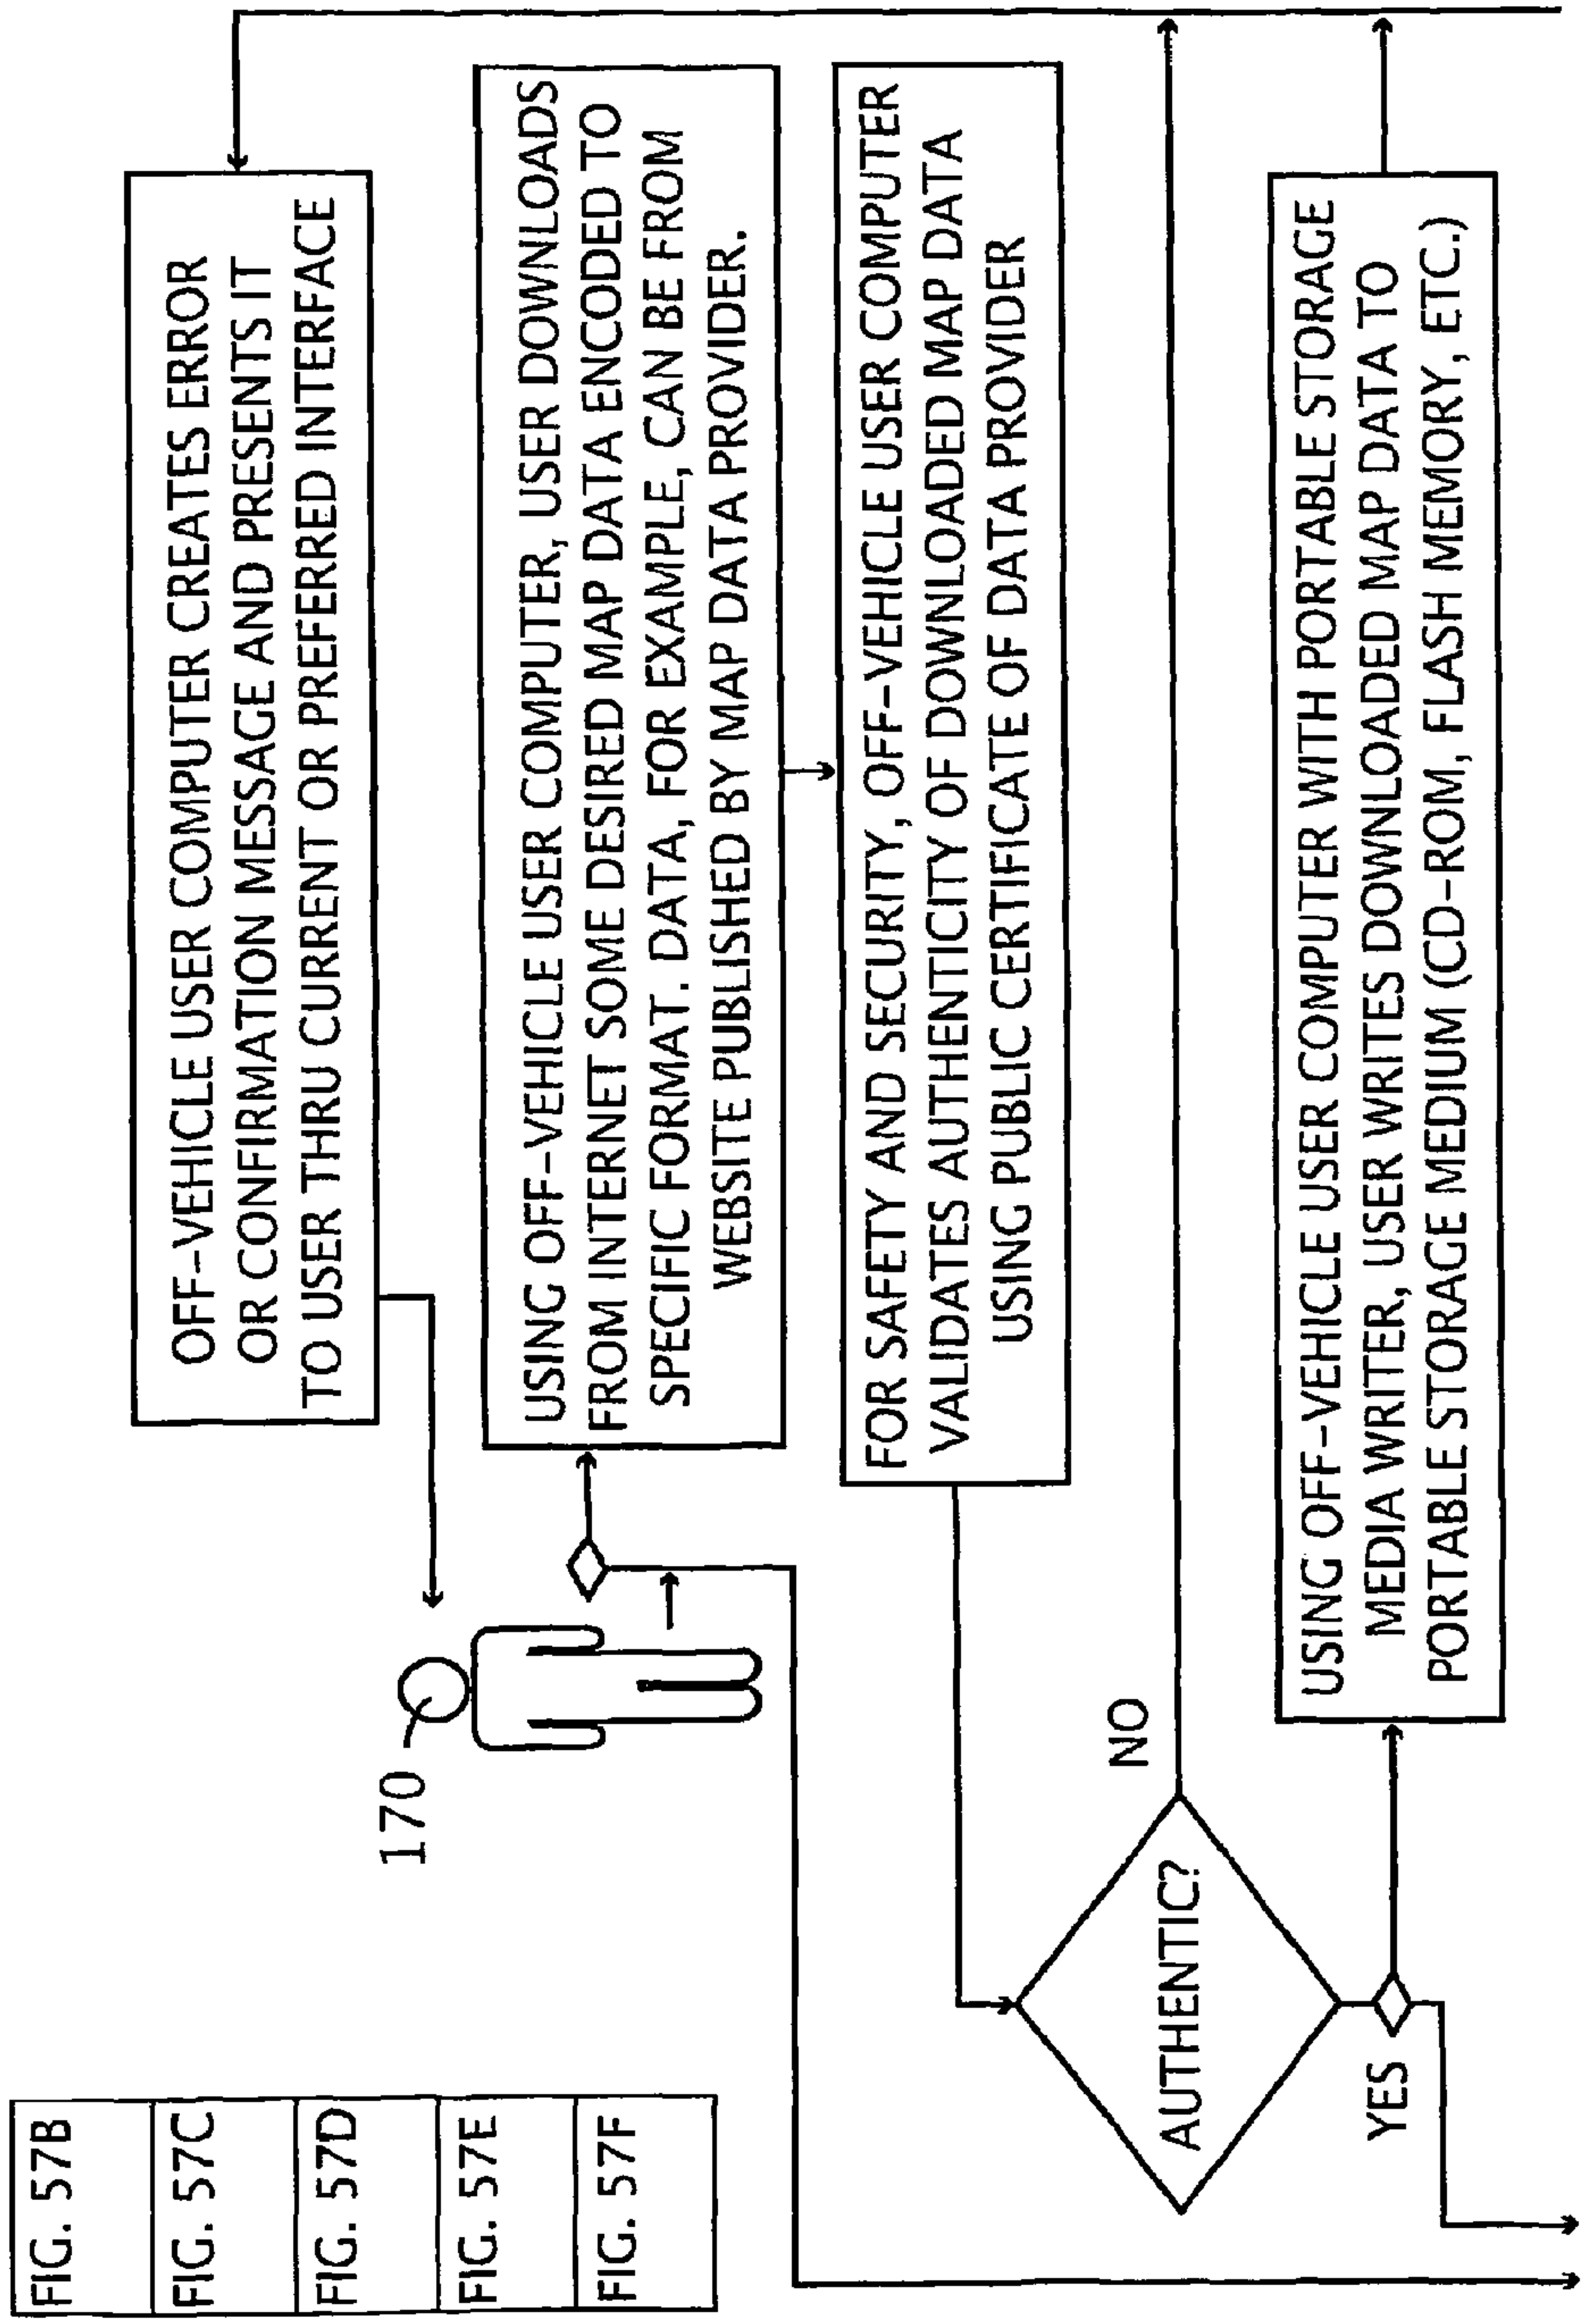 FIG. 57B
FIG. 57C
FIG. 57D
FIG. 57E
FIG. 57F
OFF-VEHICLE USER COMPUTER CREATES ERROR
OR CONFIRMATION MESSAGE AND PRESENTS IT
TO USER THRU CURRENT OR PREFERRED INTERFACE
170
USING OFF-VEHICLE USER COMPUTER, USER DOWNLOADS
FROM INTERNET SOME DESIRED MAP DATA ENCODED TO
SPECIFIC FORMAT. DATA, FOR EXAMPLE, CAN BE FROM
WEBSITE PUBLISHED BY MAP DATA PROVIDER.
FOR SAFETY AND SECURITY, OFF-VEHICLE USER COMPUTER
VALIDATES AUTHENTICITY OF DOWNLOADED MAP DATA
USING PUBLIC CERTIFICATE OF DATA PROVIDER
AUTHENTIC?
NO
YES
USING OFF-VEHICLE USER COMPUTER WITH PORTABLE STORAGE
MEDIA WRITER, USER WRITES DOWNLOADED MAP DATA TO
PORTABLE STORAGE MEDIUM (CD-ROM, FLASH MEMORY, ETC.)